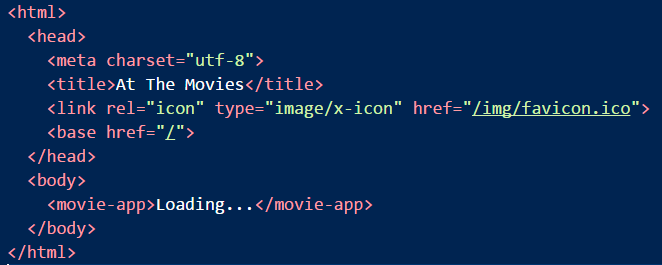 <html>
<head>
<meta charset="utf-8">
<title>At The Movies</title>
<link rel="icon" type="image/x-icon" href="/img/favicon.ico">
<base href="/">
</head>
<body>
<movie-app>Loading...</movie-app>
</body>
</html>